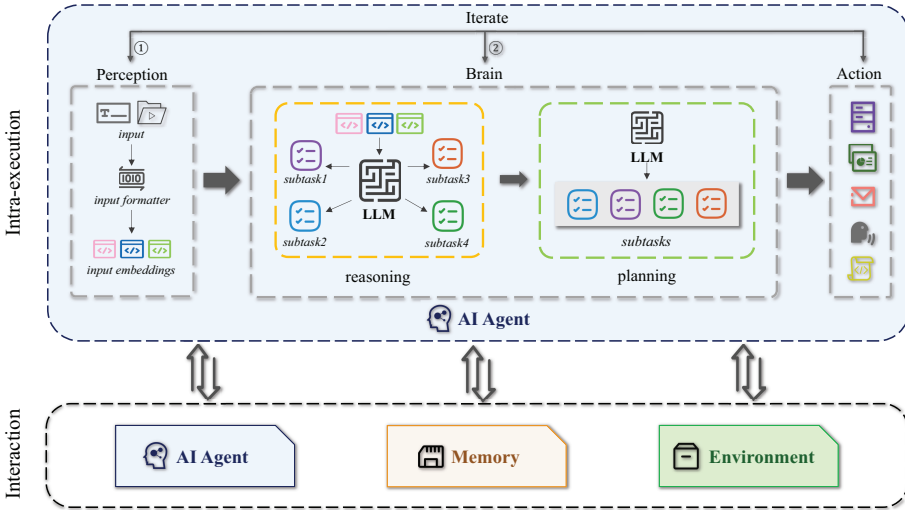 Iterate
① ②
Perception Brain Action
Intra-execution
T
input
1010
input formatter
</> </> </>
input embeddings
</> </> </>
subtask1 subtask3
LLM
subtask2 subtask4
reasoning
LLM
subtasks
planning
</>
AI Agent
Interaction
AI Agent
Memory
Environment